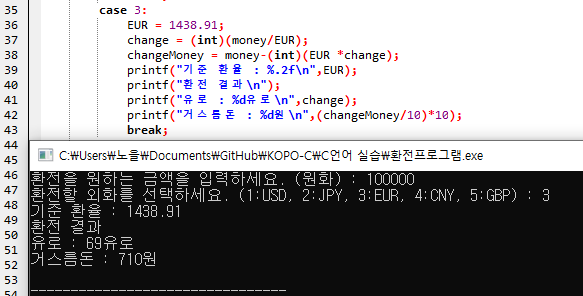 35 case 3:
36 EUR = 1438.91;
37 change = (int)(money/EUR);
38 changeMoney = money-(int)(EUR *change);
39 printf("기준 환율 : %.2f\n",EUR);
40 printf("환전 결과\n");
41 printf("유로 : %d유로\n",change);
42 printf("거스름돈 : %d원\n",(changeMoney/10)*10);
43 break;
44
45 C:₩Users₩노을₩Documents₩GitHub₩KOPO-C₩C언어 실습₩환전프로그램.exe
46 환전을 원하는 금액을 입력하세요. (원화) : 100000
47 환전할 외화를 선택하세요. (1:USD, 2:JPY, 3:EUR, 4:CNY, 5:GBP) : 3
48 기준 환율 : 1438.91
49 환전 결과
50 유로 : 69유로
51 거스름돈 : 710원
52
53 --------------------------------
54